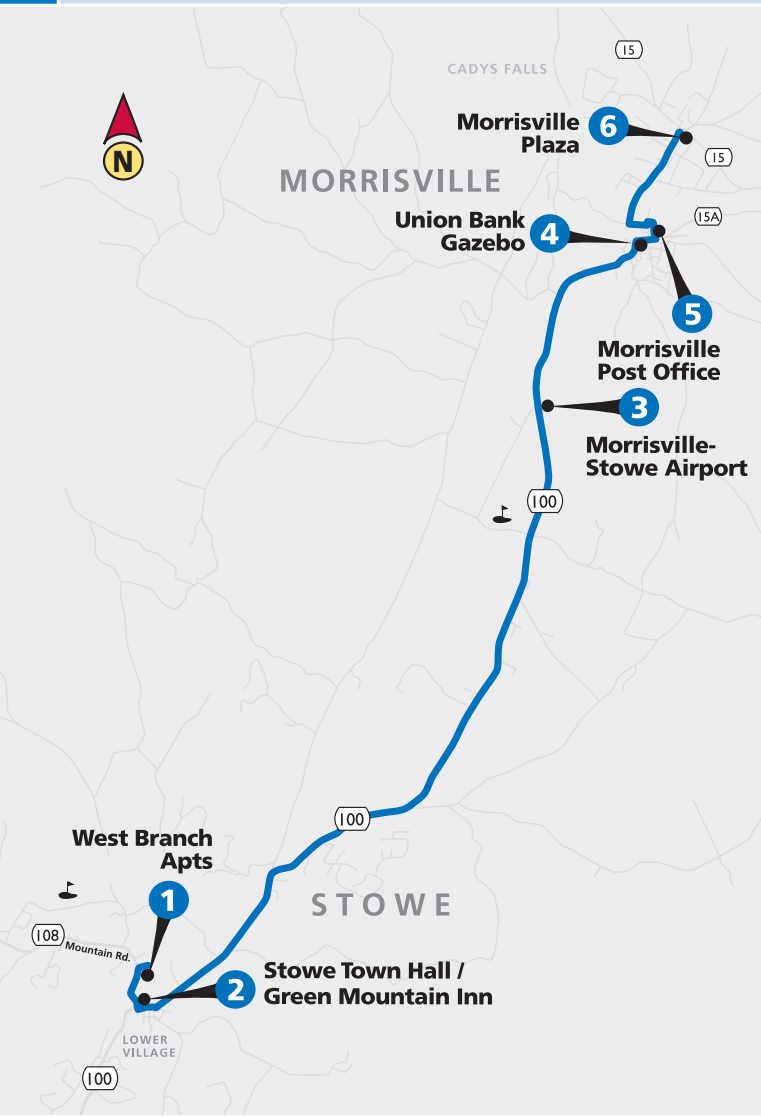 15
CADYS FALLS
Morrisville
Plaza
6
15
N
MORRISVILLE
15A
Union Bank
Gazebo
4
5
Morrisville
Post Office
3
Morrisville-
Stowe Airport
100
100
West Branch
Apts
1
STOWE
108
Mountain Rd.
2
Stowe Town Hall /
Green Mountain Inn
LOWER
VILLAGE
100